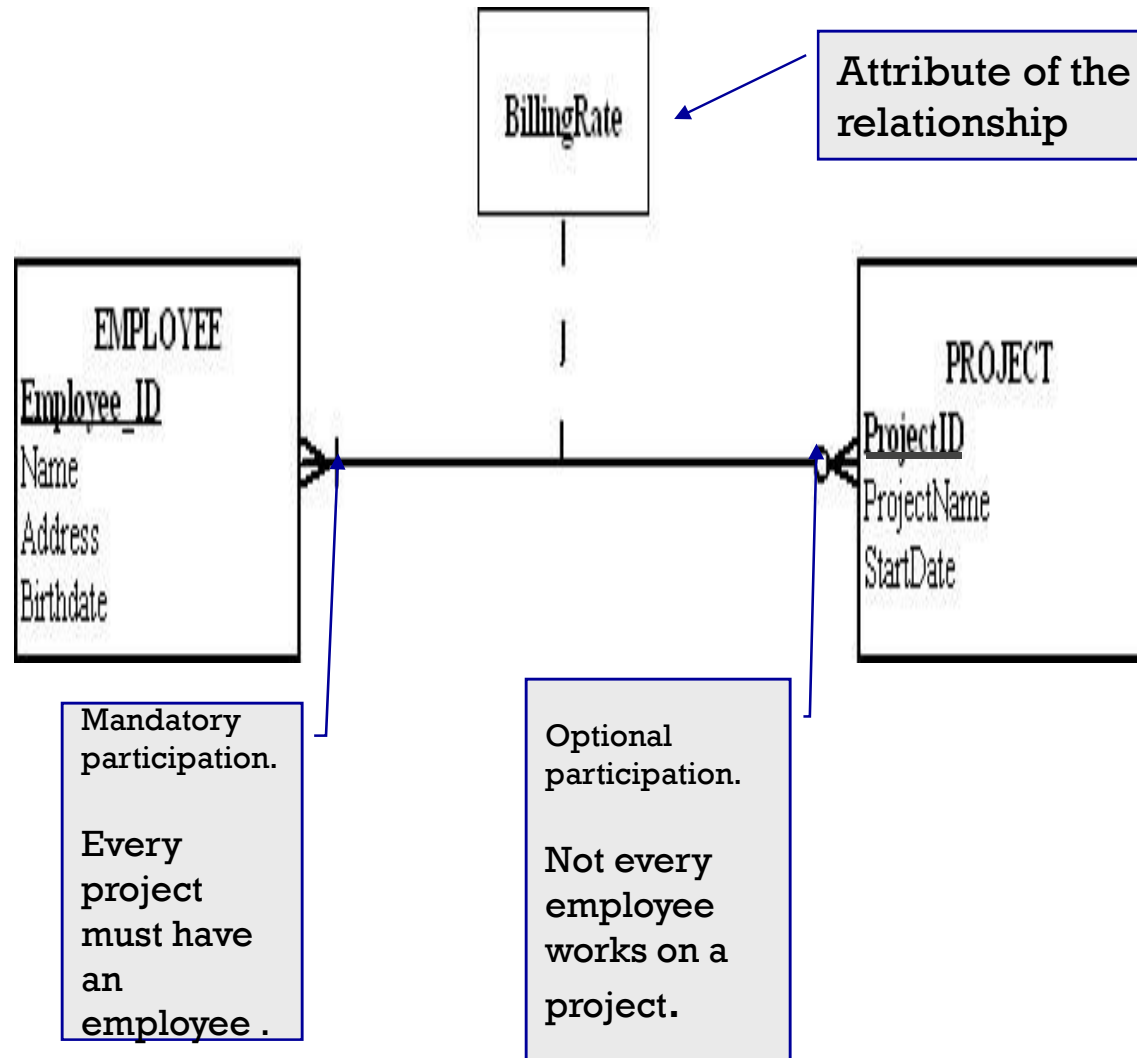 BillingRate
Attribute of the
relationship
EMPLOYEE
Employee_ID
Name
Address
Birthdate
PROJECT
ProjectID
ProjectName
StartDate
Mandatory
participation.
Every
project
must have
an
employee .
Optional
participation.
Not every
employee
works on a
project.